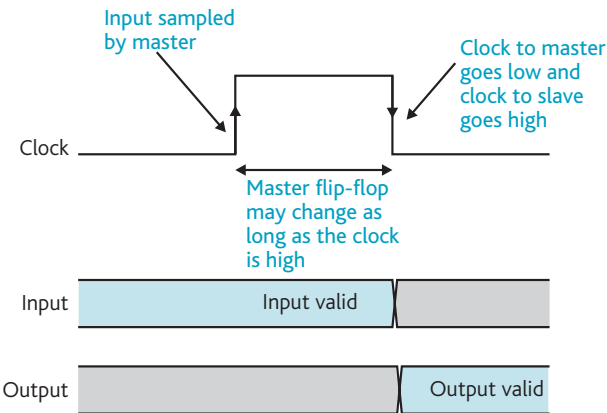 Input sampled
by master
Clock to master
goes low and
clock to slave
goes high
Clock
Master flip-flop
may change as
long as the clock
is high
Input
Input valid
Output
Output valid